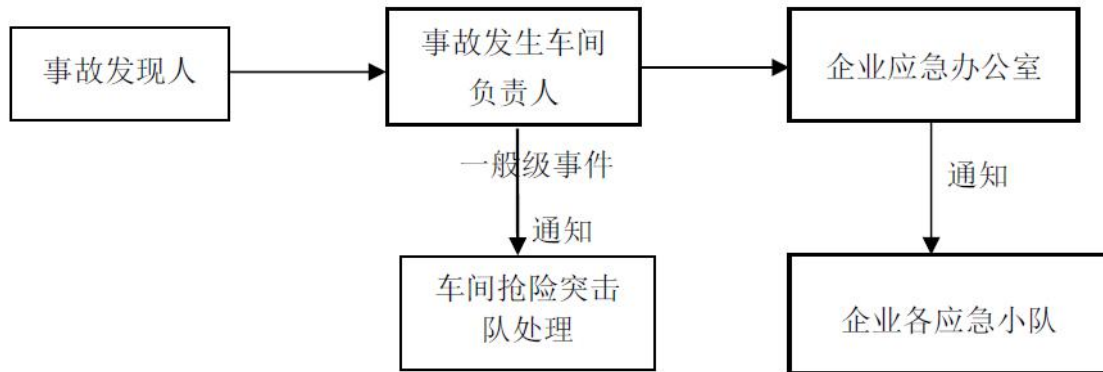 事故发现人
事故发生车间
负责人
企业应急办公室
一般级事件
通知
通知
车间抢险突击
队处理
企业各应急小队